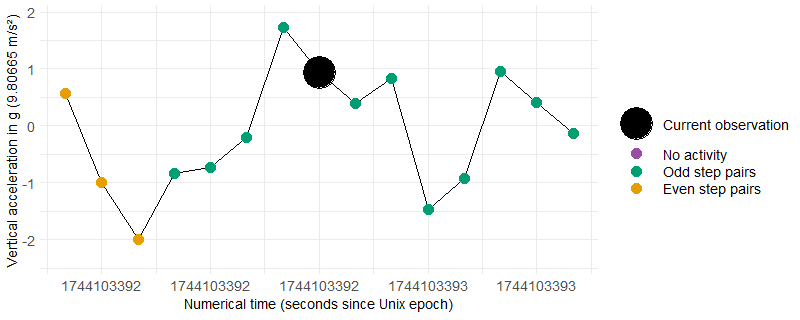 Vertical acceleration in g (9.80665 m/s²)
2
1
0
-1
-2
1744103392
1744103392
1744103392
1744103393
1744103393
Numerical time (seconds since Unix epoch)
Current observation
No activity
Odd step pairs
Even step pairs